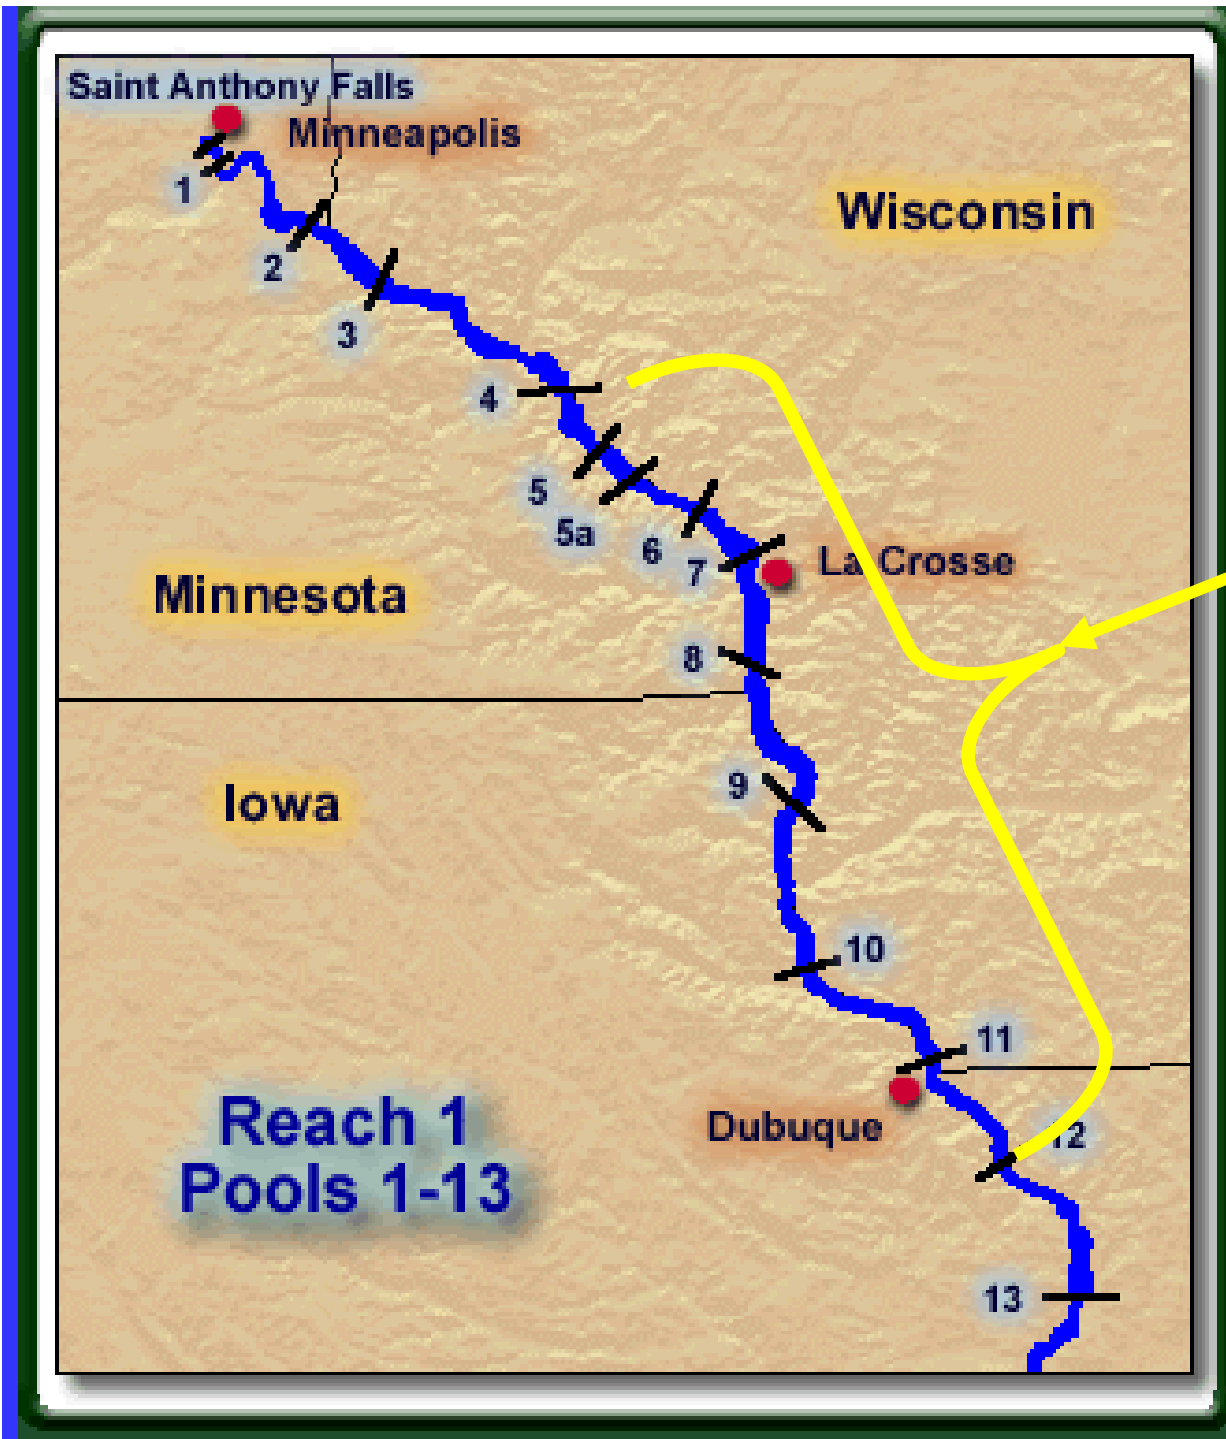 Saint Anthony Falls
Minneapolis
1
Wisconsin
2
3
4
5
5a
6
La Crosse
7
Minnesota
8
9
Iowa
10
11
Dubuque
12
Reach 1
Pools 1-13
13